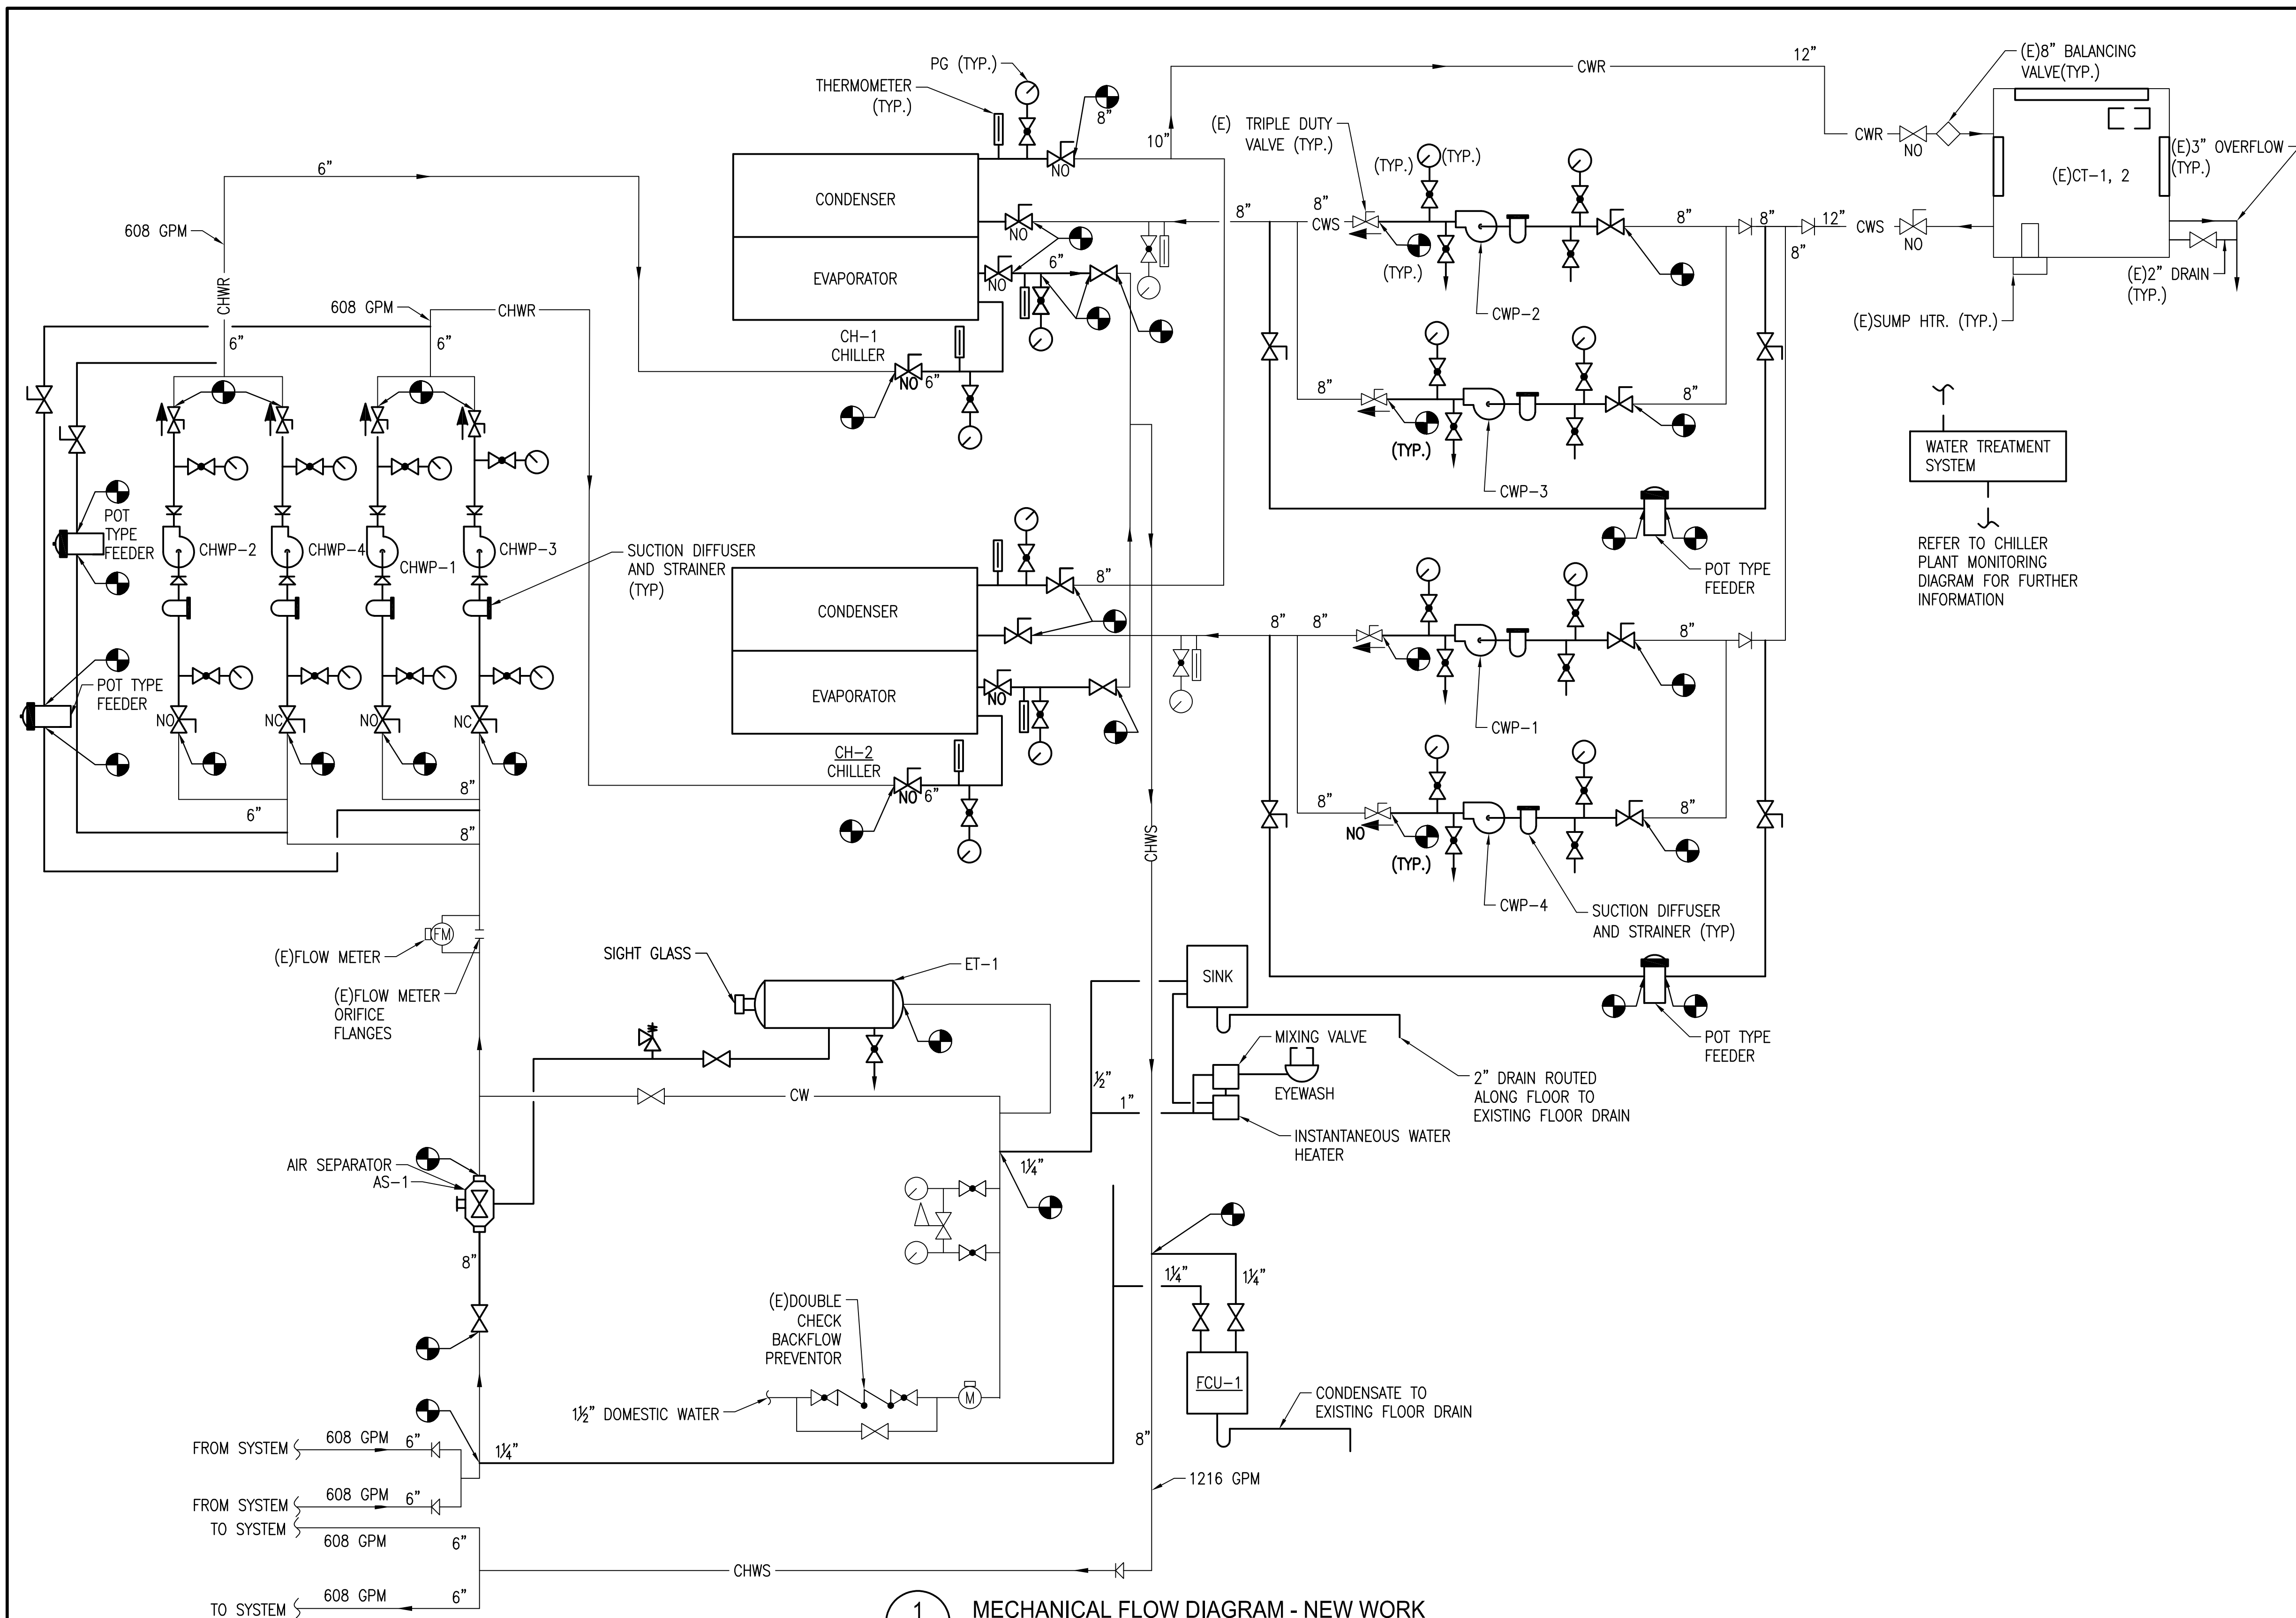 PG (TYP.)
THERMOMETER
(TYP.)
8”
10”
CWR
12”
(E)8” BALANCING
VALVE(TYP.)
(E) TRIPLE DUTY
VALVE (TYP.)
(TYP.)
(TYP.)
CWR
NO
(E)3” OVERFLOW
(TYP.)
(E)CT-1, 2
6”
CONDENSER
NO
608 GPM
CHWR
NO
8”
8”
CWS
8”
8”
12”
CWS
NO
8”
EVAPORATOR
6”
NO
(TYP.)
(E)2” DRAIN
(TYP.)
608 GPM
CHWR
CWP-2
(E)SUMP HTR. (TYP.)
6”
6”
CH-1
CHILLER
NO
6”
8”
8”
(TYP.)
CWP-3
WATER TREATMENT
SYSTEM
POT
TYPE
FEEDER
CHWP-2
CHWP-4
CHWP-1
CHWP-3
SUCTION DIFFUSER
AND STRAINER
(TYP)
REFER TO CHILLER
PLANT MONITORING
DIAGRAM FOR FURTHER
INFORMATION
POT TYPE
FEEDER
CONDENSER
8”
8”
8”
8”
POT TYPE
FEEDER
EVAPORATOR
NO
CWP-1
NO
NC
NO
NC
CH-2
CHILLER
NO
6”
8”
6”
8”
8”
8”
NO
(TYP.)
CHWS
CWP-4
SUCTION DIFFUSER
AND STRAINER (TYP)
FM
(E)FLOW METER
SIGHT GLASS
ET-1
SINK
(E)FLOW METER
ORIFICE
FLANGES
MIXING VALVE
POT TYPE
FEEDER
½”
CW
1”
EYEWASH
2” DRAIN ROUTED
ALONG FLOOR TO
EXISTING FLOOR DRAIN
INSTANTANEOUS WATER
HEATER
AIR SEPARATOR
AS-1
1¼”
8”
1¼”
1¼”
(E)DOUBLE
CHECK
BACKFLOW
PREVENTOR
FCU-1
M
1½” DOMESTIC WATER
CONDENSATE TO
EXISTING FLOOR DRAIN
FROM SYSTEM
608 GPM
6”
1¼”
8”
1216 GPM
FROM SYSTEM
608 GPM
6”
TO SYSTEM
608 GPM
6”
CHWS
TO SYSTEM
608 GPM
6”
1
MECHANICAL FLOW DIAGRAM - NEW WORK